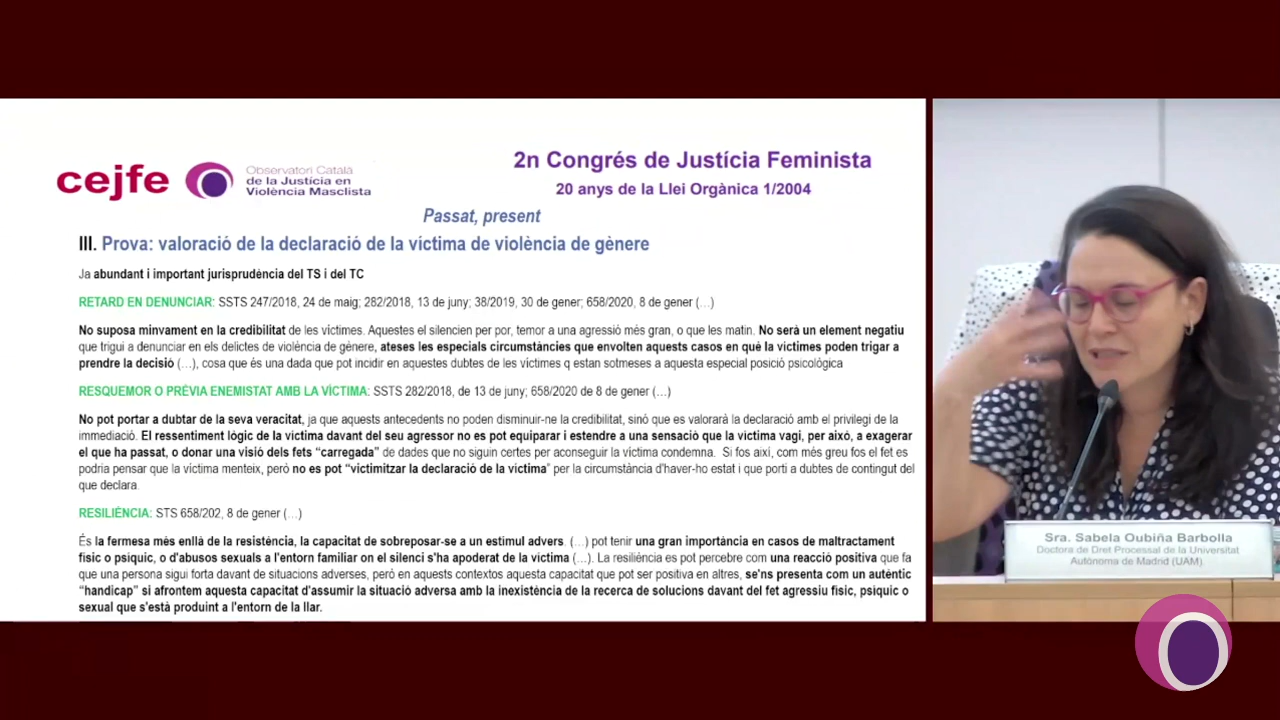 cejfe
Observatori Català
de la Justícia en
Violència Masclista
2n Congrés de Justícia Feminista
20 anys de la Llei Orgànica 1/2004
Passat, present
III. Prova: valoració de la declaració de la víctima de violència de gènere
Ja abundant i important jurisprudència del TS i del TC
RETARD EN DENUNCIAR: SSTS 247/2018, 24 de maig; 282/2018, 13 de juny; 38/2019, 30 de gener; 658/2020, 8 de gener (…)
No suposa minvament en la credibilitat de les víctimes. Aquestes el silencien per por, temor a una agressió més gran, o que les matin. No serà un element negatiu
que trigui a denunciar en els delictes de violència de gènere, ateses les especials circumstàncies que envolten aquests casos en què la víctimes poden trigar a
prendre la decisió (…), cosa que és una dada que pot incidir en aquestes dubtes de les víctimes q estan sotmeses a aquesta especial posició psicològica
RESQUEMOR O PRÈVIA ENEMISTAT AMB LA VÍCTIMA: SSTS 282/2018, de 13 de juny; 658/2020 de 8 de gener (…)
No pot portar a dubtar de la seva veracitat, ja que aquests antecedents no poden disminuir-ne la credibilitat, sinó que es valorarà la declaració amb el privilegi de la
immediació. El ressentiment lògic de la víctima davant del seu agressor no es pot equiparar i estendre a una sensació que la víctima vagi, per això, a exagerar
el que ha passat, o donar una visió dels fets “carregada” de dades que no siguin certes per aconseguir la víctima condemna. Si fos així, com més greu fos el fet es
podria pensar que la víctima menteix, però no es pot “victimitzar la declaració de la víctima” per la circumstància d'haver-ho estat i que porti a dubtes de contingut del
que declara.
RESILIÈNCIA: STS 658/202, 8 de gener (…)
És la fermesa més enllà de la resistència, la capacitat de sobreposar-se a un estímul advers. (…) pot tenir una gran importància en casos de maltractament
físic o psíquic, o d'abusos sexuals a l'entorn familiar on el silenci s'ha apoderat de la víctima (…). La resiliència es pot percebre com una reacció positiva que fa
que una persona sigui forta davant de situacions adverses, però en aquests contextos aquesta capacitat que pot ser positiva en altres, se'ns presenta com un autèntic
“handicap” si afrontem aquesta capacitat d'assumir la situació adversa amb la inexistència de la recerca de solucions davant del fet agressiu físic, psíquic o
sexual que s'està produint a l'entorn de la llar.
Sra. Sabela Oubiña Barbolla
Doctora de Dret Processal de la Universitat
Autònoma de Madrid (UAM)